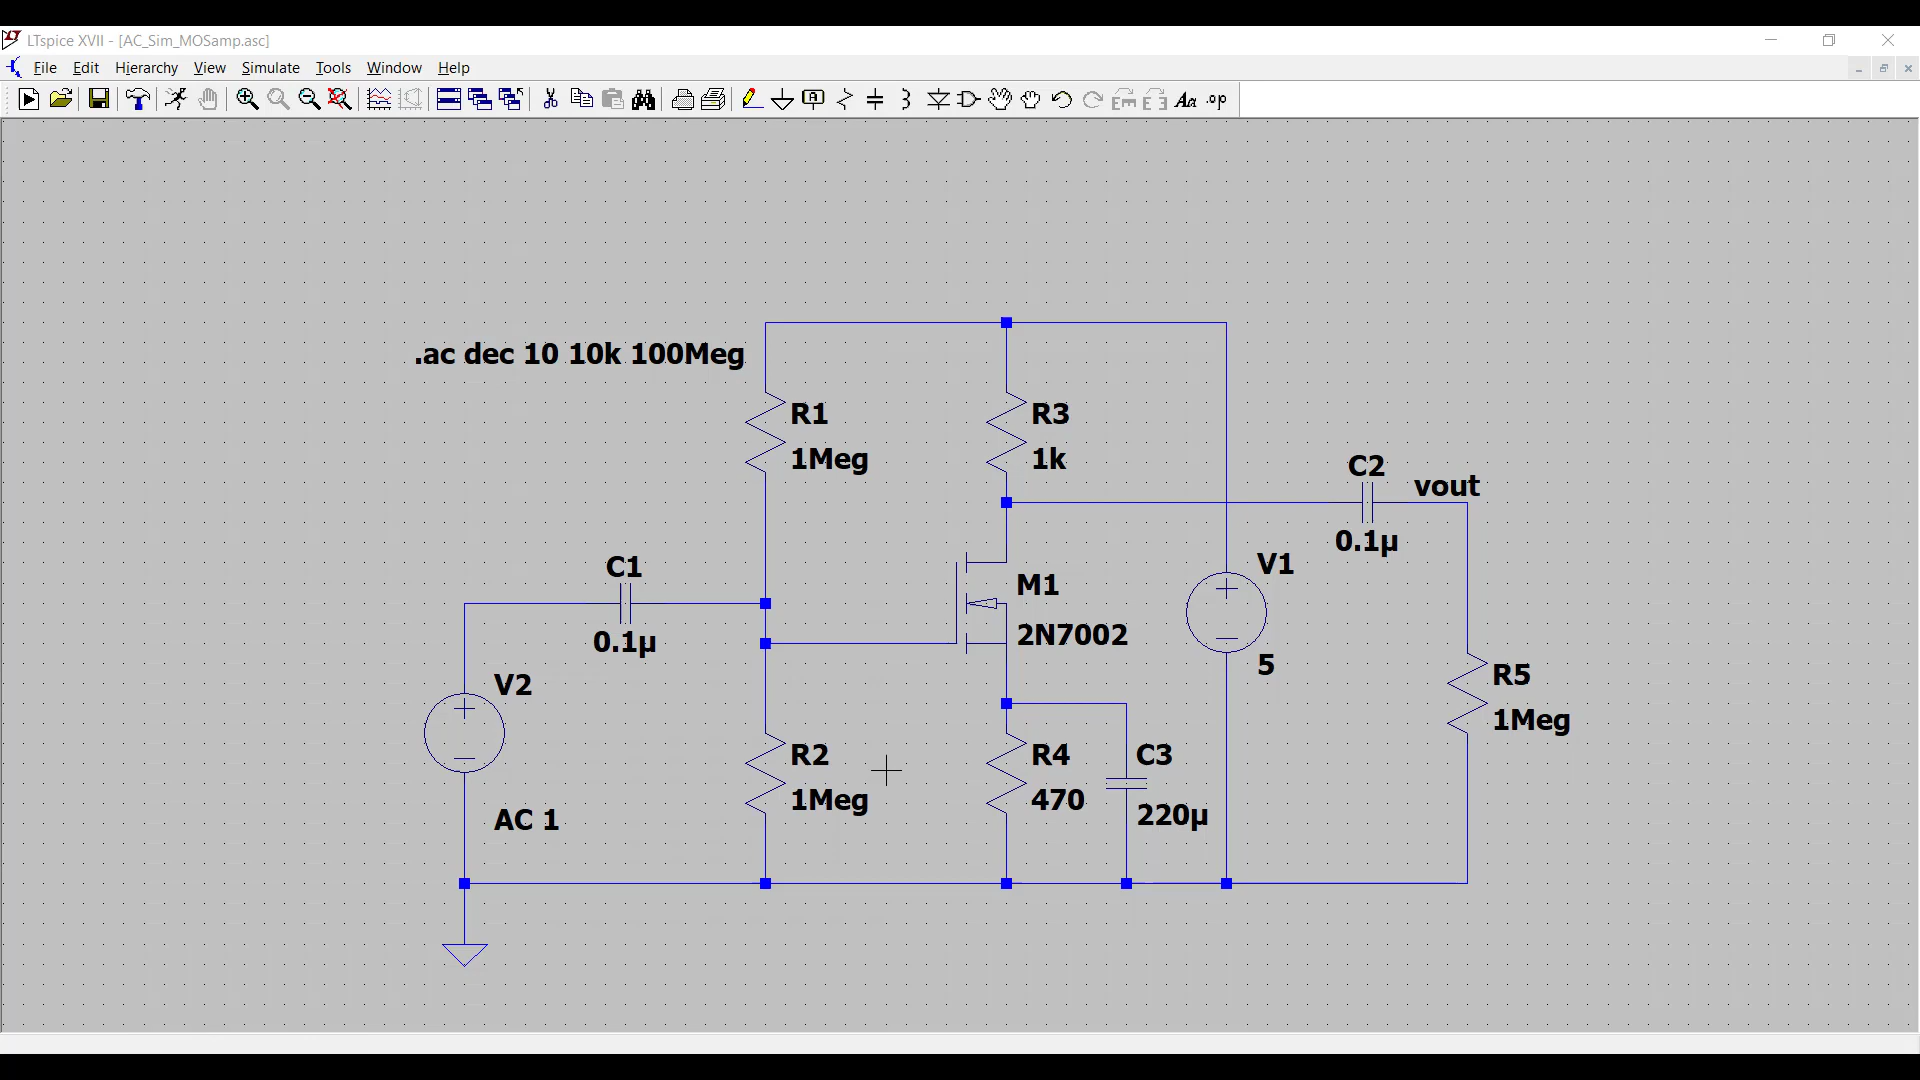 LTspice XVII - [AC_Sim_MOSamp.asc]
File Edit Hierarchy View Simulate Tools Window Help
.ac dec 10 10k 100Meg
R1
1Meg
R3
1k
C2
vout
0.1µ
C1
0.1µ
V1
5
M1
2N7002
V2
AC 1
R5
1Meg
R2
1Meg
R4
470
C3
220µ